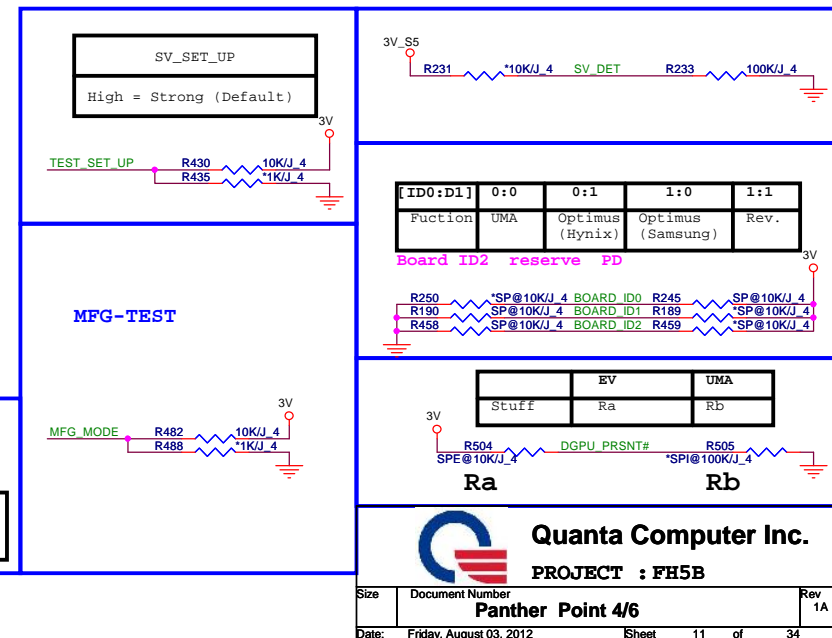 SV_SET_UP
High = Strong (Default)
3V
TEST_SET_UP
R430
10K/J_4
R435
*1K/J_4
MFG-TEST
3V
MFG_MODE
R482
10K/J_4
R488
*1K/J_4
3V_S5
R231
*10K/J_4
SV_DET
R233
100K/J_4
[ID0:D1] 0:0 0:1 1:0 1:1
Fuction UMA Optimus (Hynix) Optimus (Samsung) Rev.
Board ID2 reserve PD
3V
R250 *SP@10K/J_4 BOARD_ID0 R245 SP@10K/J_4
R190 SP@10K/J_4 BOARD_ID1 R189 *SP@10K/J_4
R458 SP@10K/J_4 BOARD_ID2 R459 *SP@10K/J_4
EV UMA
Stuff Ra Rb
3V
R504 DGPU_PRSNT# R505
SPE@10K/J_4 *SPI@100K/J_4
Ra Rb
Quanta Computer Inc.
PROJECT : FH5B
Size Document Number Rev
Panther Point 4/6 1A
Date: Friday, August 03, 2012 Sheet 11 of 34